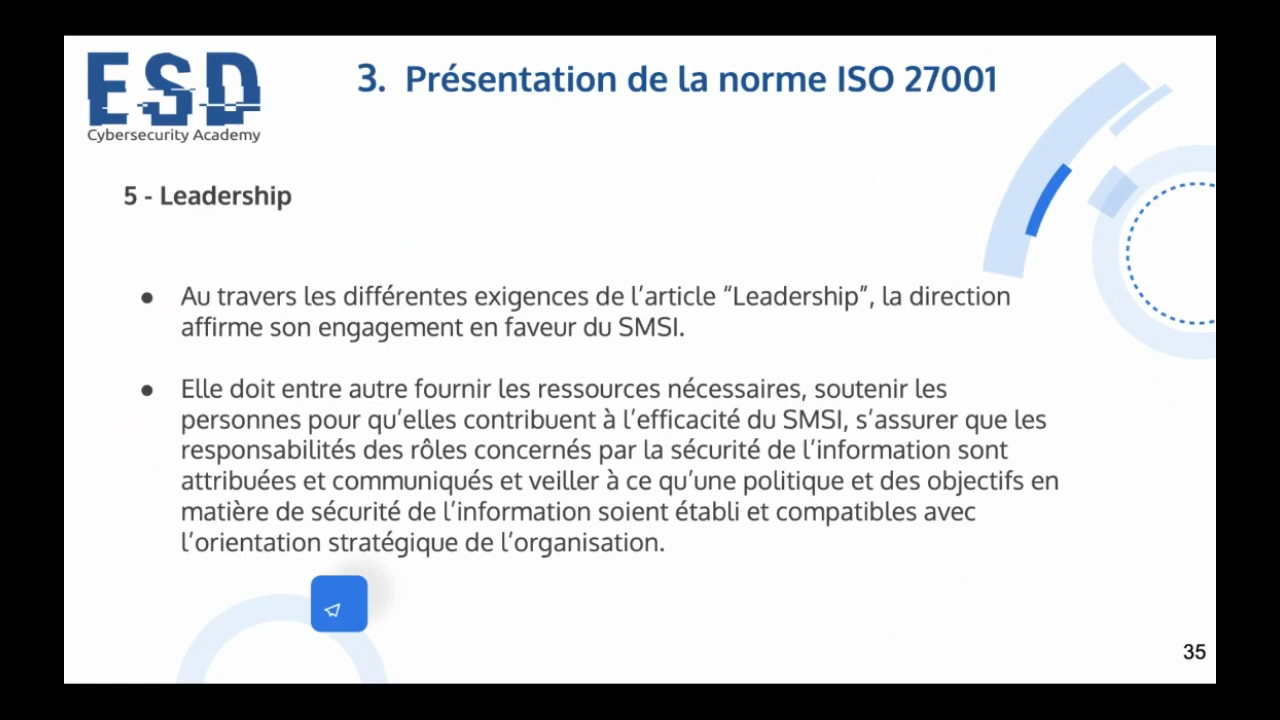 ESD
Cybersecurity Academy
3. Présentation de la norme ISO 27001
5 - Leadership
● Au travers les différentes exigences de l’article “Leadership”, la direction
affirme son engagement en faveur du SMSI.
● Elle doit entre autre fournir les ressources nécessaires, soutenir les
personnes pour qu’elles contribuent à l’efficacité du SMSI, s’assurer que les
responsabilités des rôles concernés par la sécurité de l’information sont
attribuées et communiqués et veiller à ce qu’une politique et des objectifs en
matière de sécurité de l’information soient établi et compatibles avec
l’orientation stratégique de l’organisation.
35